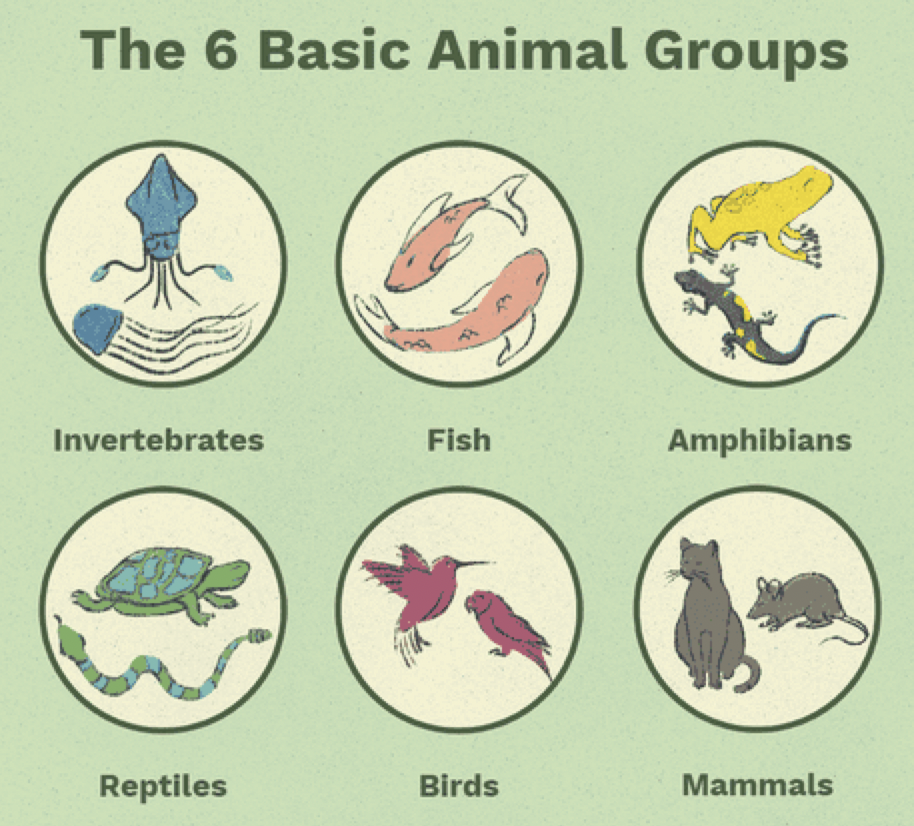 The 6 Basic Animal Groups
Invertebrates
Fish
Amphibians
Reptiles
Birds
Mammals